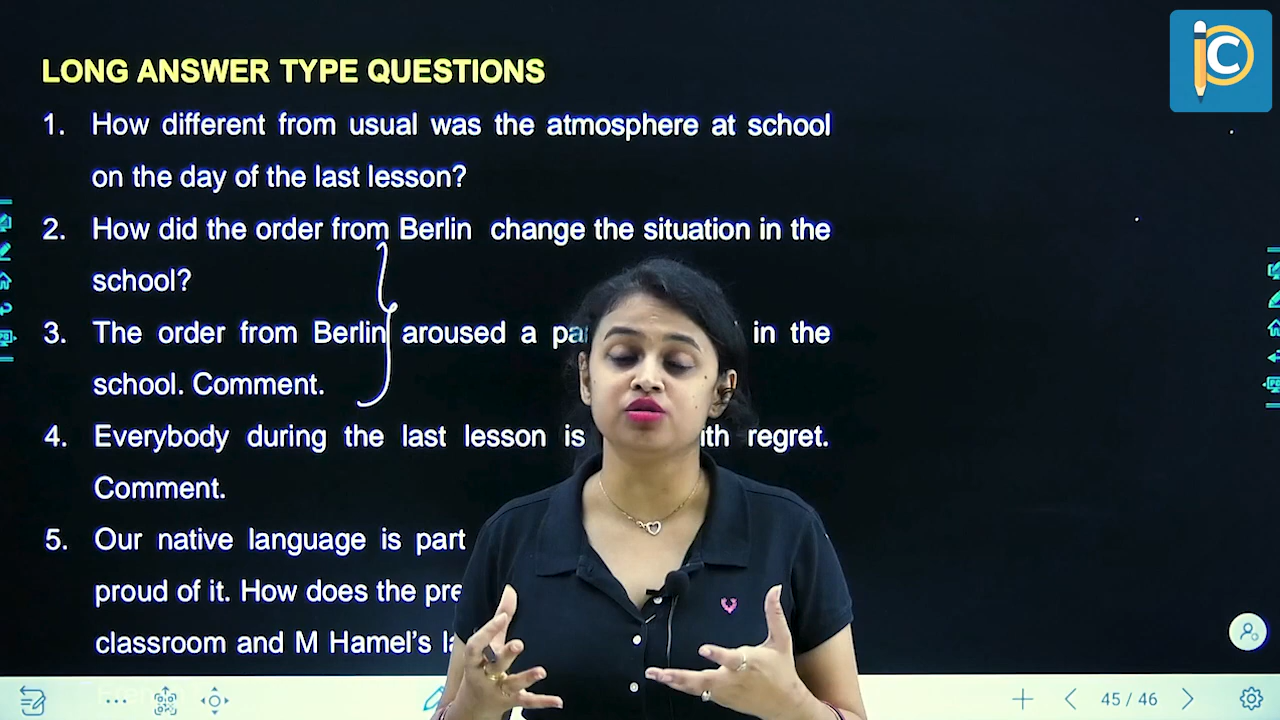 LONG ANSWER TYPE QUESTIONS
1. How different from usual was the atmosphere at school
on the day of the last lesson?
2. How did the order from Berlin change the situation in the
school?
3. The order from Berlin aroused a in the
school. Comment.
4. Everybody during the last lesson is regret.
Comment.
5. Our native language is part
proud of it. How does the
classroom and M Hamel's
45 / 46